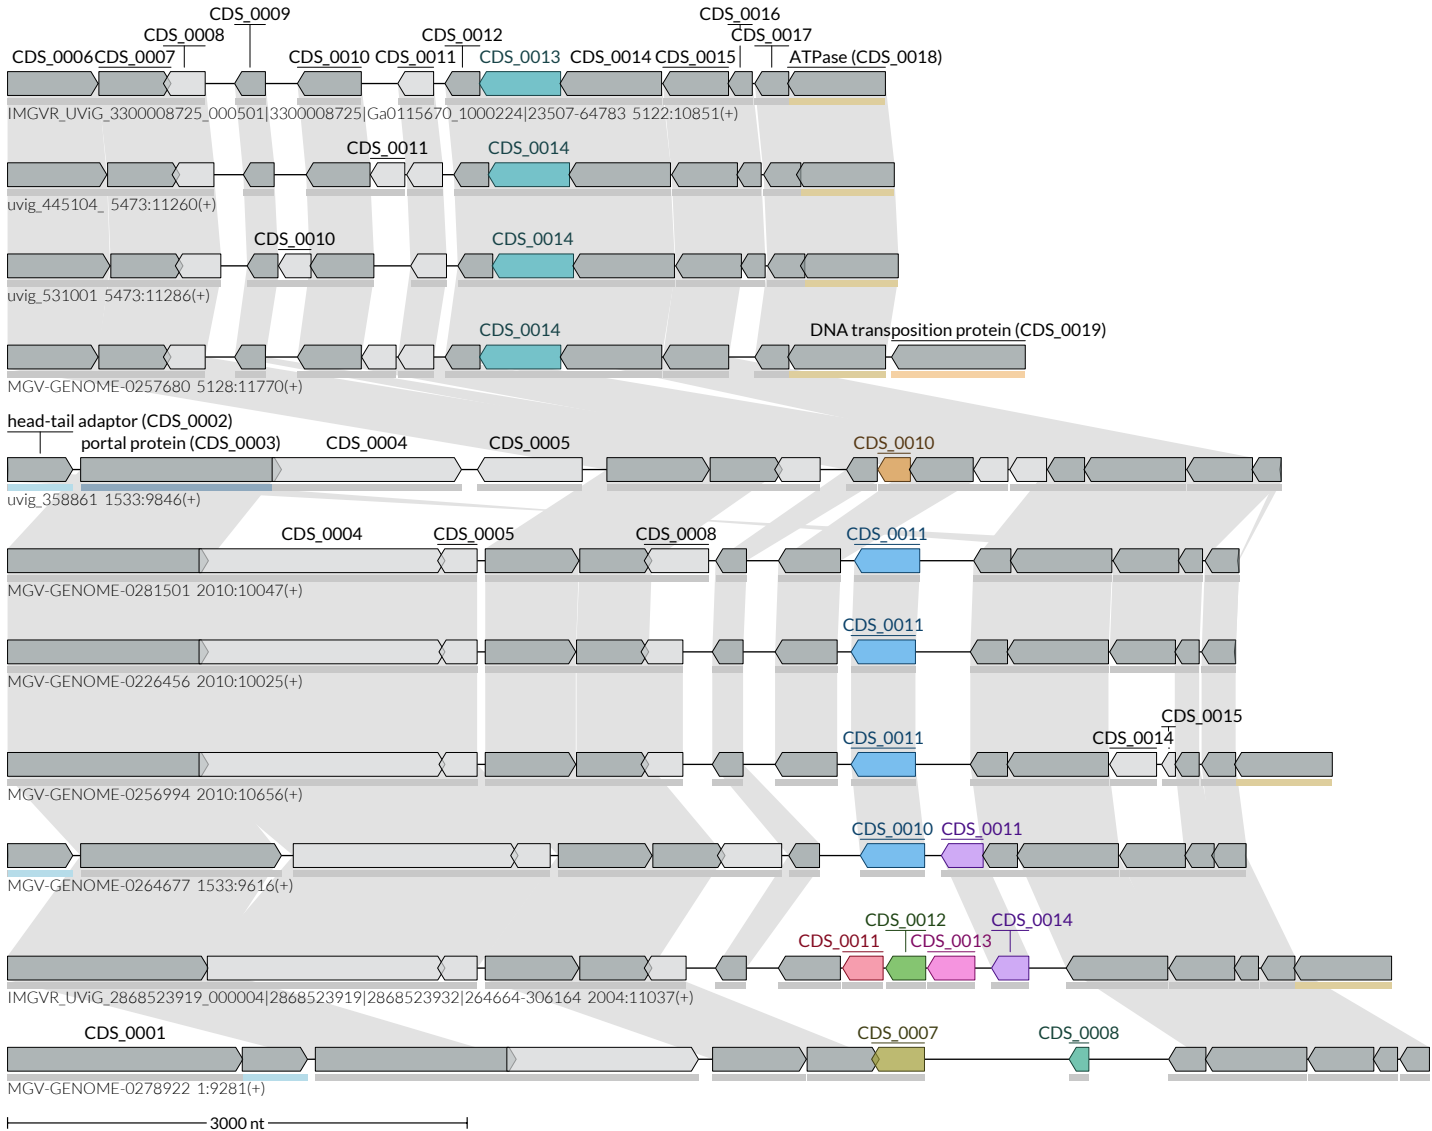 CDS_0009 CDS_0016
CDS_0008 CDS_0012 CDS_0017
CDS_0006 CDS_0007 CDS_0010 CDS_0011 CDS_0013 CDS_0014 CDS_0015 ATPase (CDS_0018)
IMGVR_UViG_3300008725_000501|3300008725|Ga0115670_1000224|23507-64783 5122:10851(+)
CDS_0011 CDS_0014
uvig_445104_ 5473:11260(+)
CDS_0010 CDS_0014
uvig_531001 5473:11286(+)
CDS_0014 DNA transposition protein (CDS_0019)
MGV-GENOME-0257680 5128:11770(+)
head-tail adaptor (CDS_0002)
portal protein (CDS_0003) CDS_0004 CDS_0005 CDS_0010
uvig_358861 1533:9846(+)
CDS_0004 CDS_0005 CDS_0008 CDS_0011
MGV-GENOME-0281501 2010:10047(+)
CDS_0011
MGV-GENOME-0226456 2010:10025(+)
CDS_0015
CDS_0011 CDS_0014
MGV-GENOME-0256994 2010:10656(+)
CDS_0010 CDS_0011
MGV-GENOME-0264677 1533:9616(+)
CDS_0012 CDS_0014
CDS_0011 CDS_0013
IMGVR_UViG_2868523919_000004|2868523919|2868523932|264664-306164 2004:11037(+)
CDS_0001 CDS_0007 CDS_0008
MGV-GENOME-0278922 1:9281(+)
3000 nt